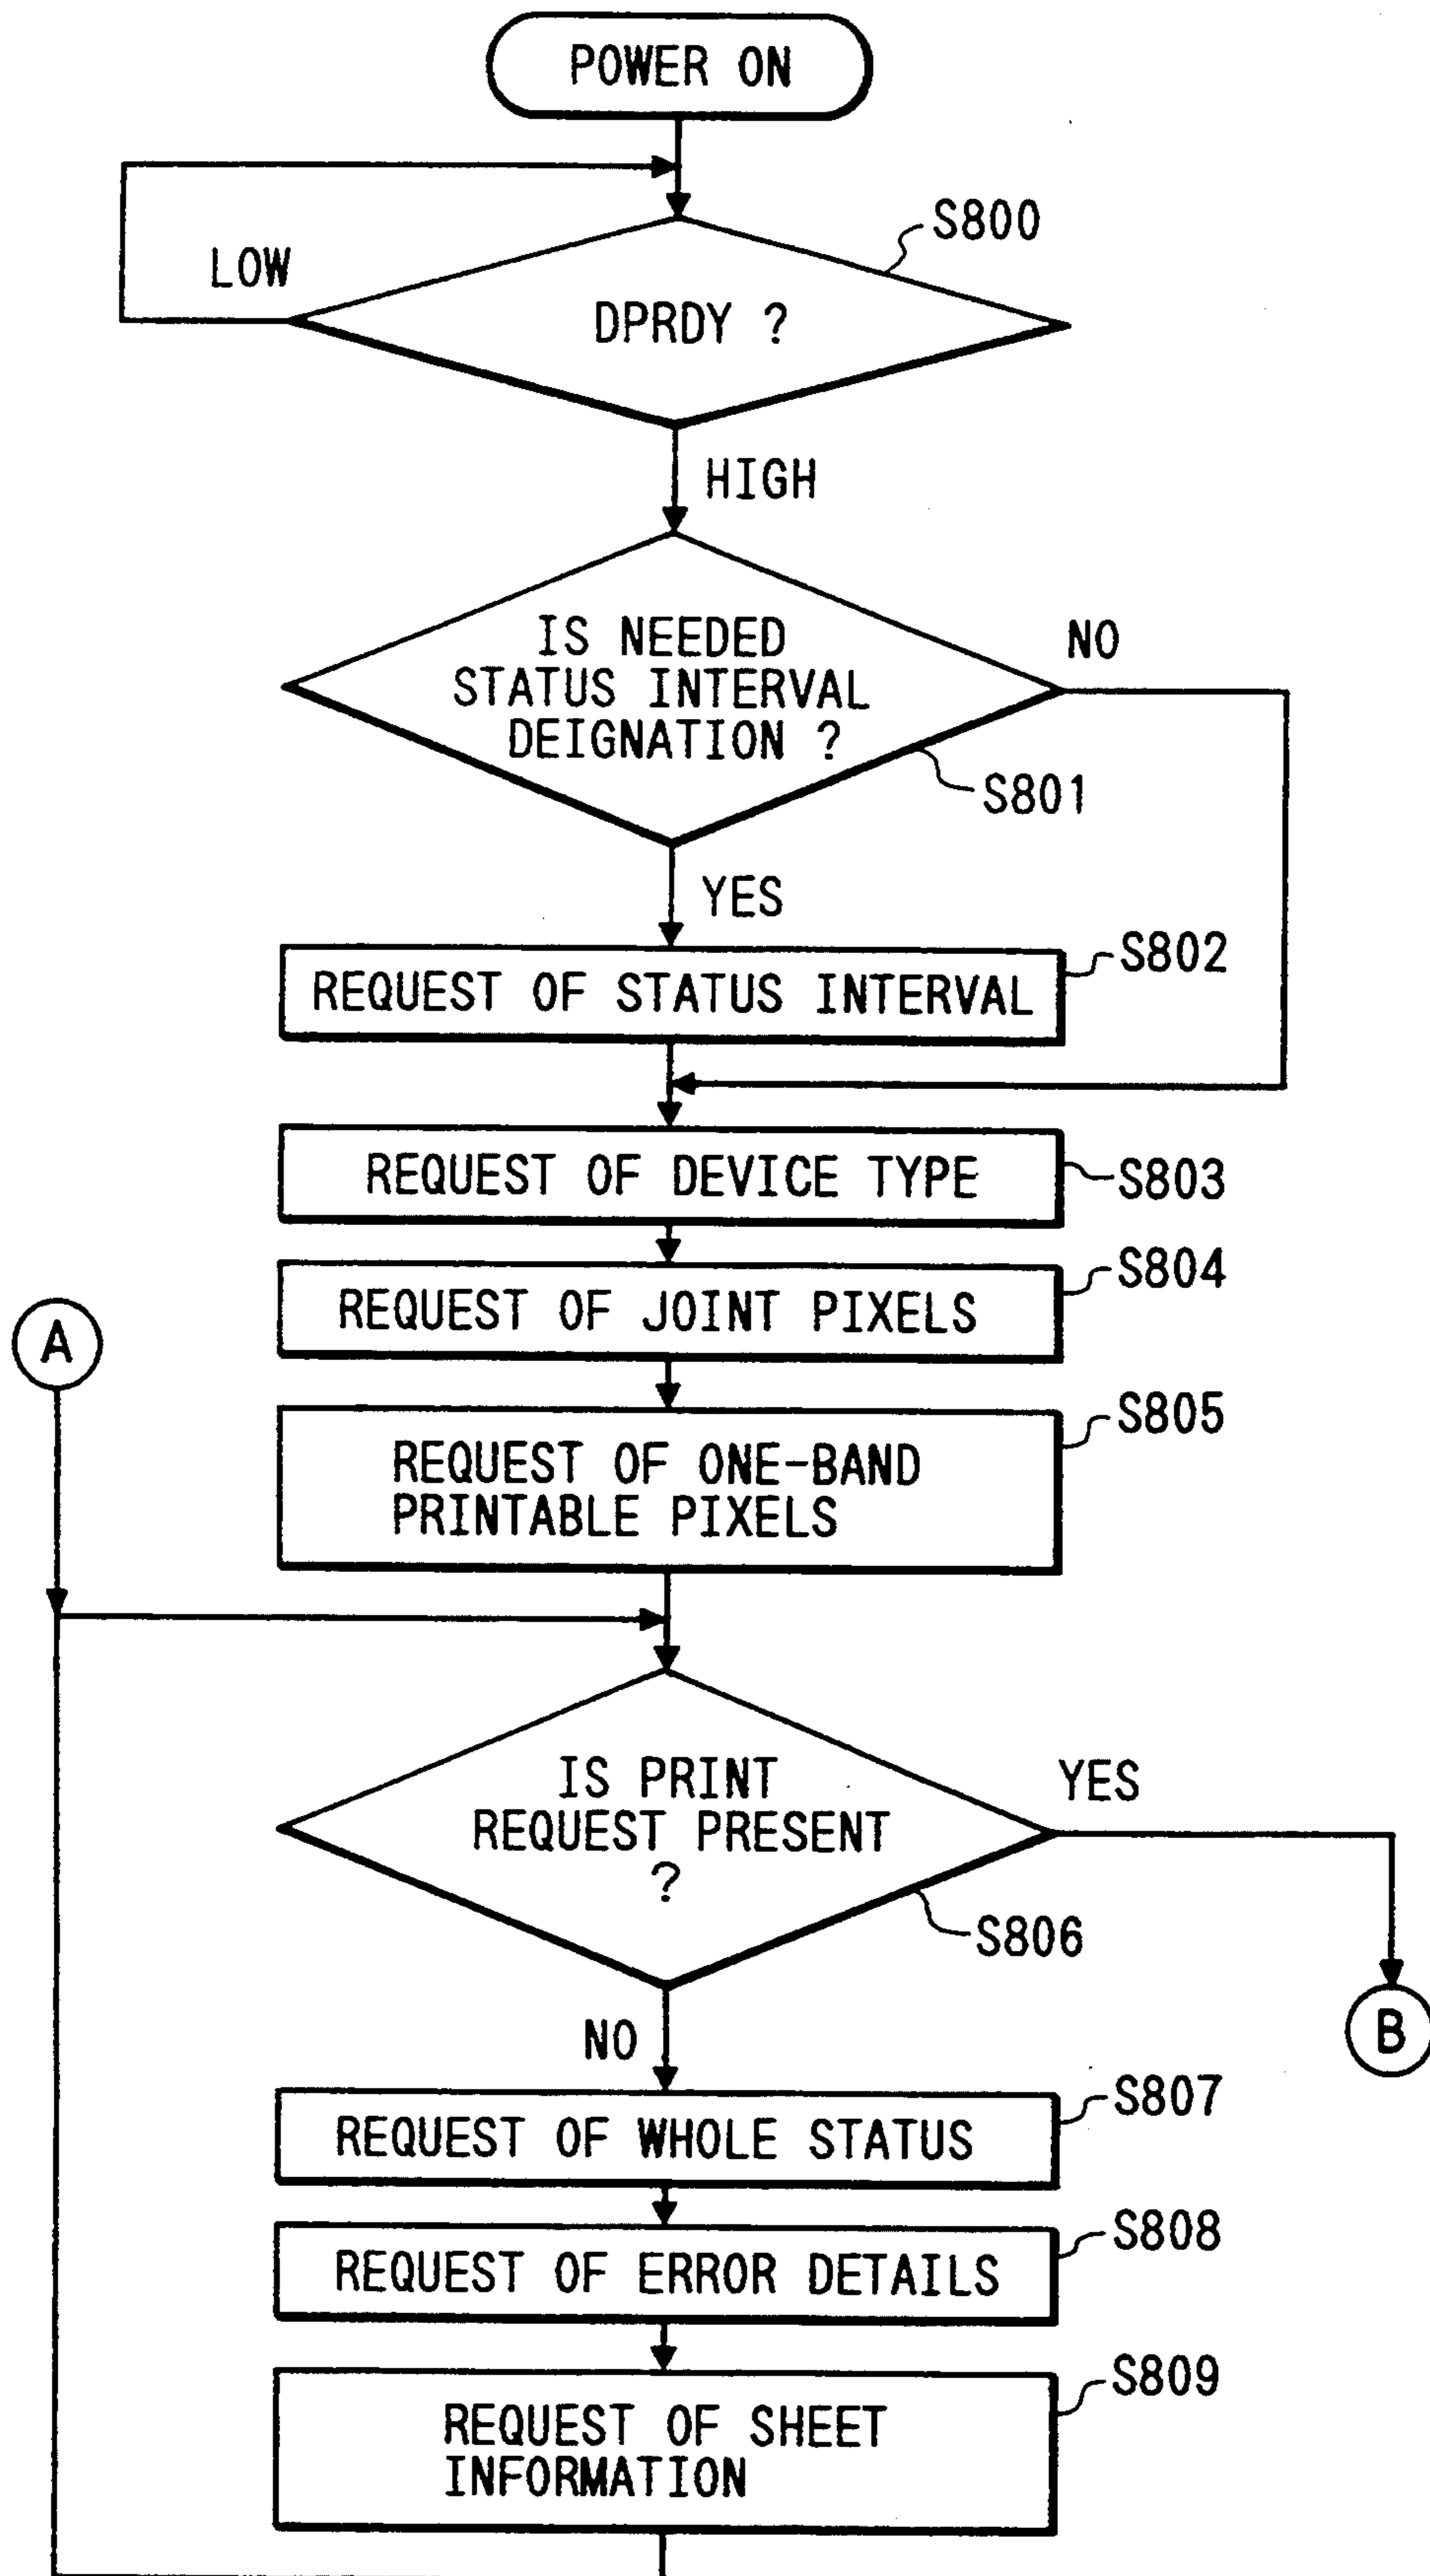 POWER ON
S800
LOW
DPRDY ?
HIGH
IS NEEDED
STATUS INTERVAL
DEIGNATION ?
NO
S801
YES
S802
REQUEST OF STATUS INTERVAL
REQUEST OF DEVICE TYPE
S803
S804
REQUEST OF JOINT PIXELS
A
S805
REQUEST OF ONE-BAND
PRINTABLE PIXELS
IS PRINT
REQUEST PRESENT
?
YES
S806
NO
B
S807
REQUEST OF WHOLE STATUS
S808
REQUEST OF ERROR DETAILS
S809
REQUEST OF SHEET
INFORMATION